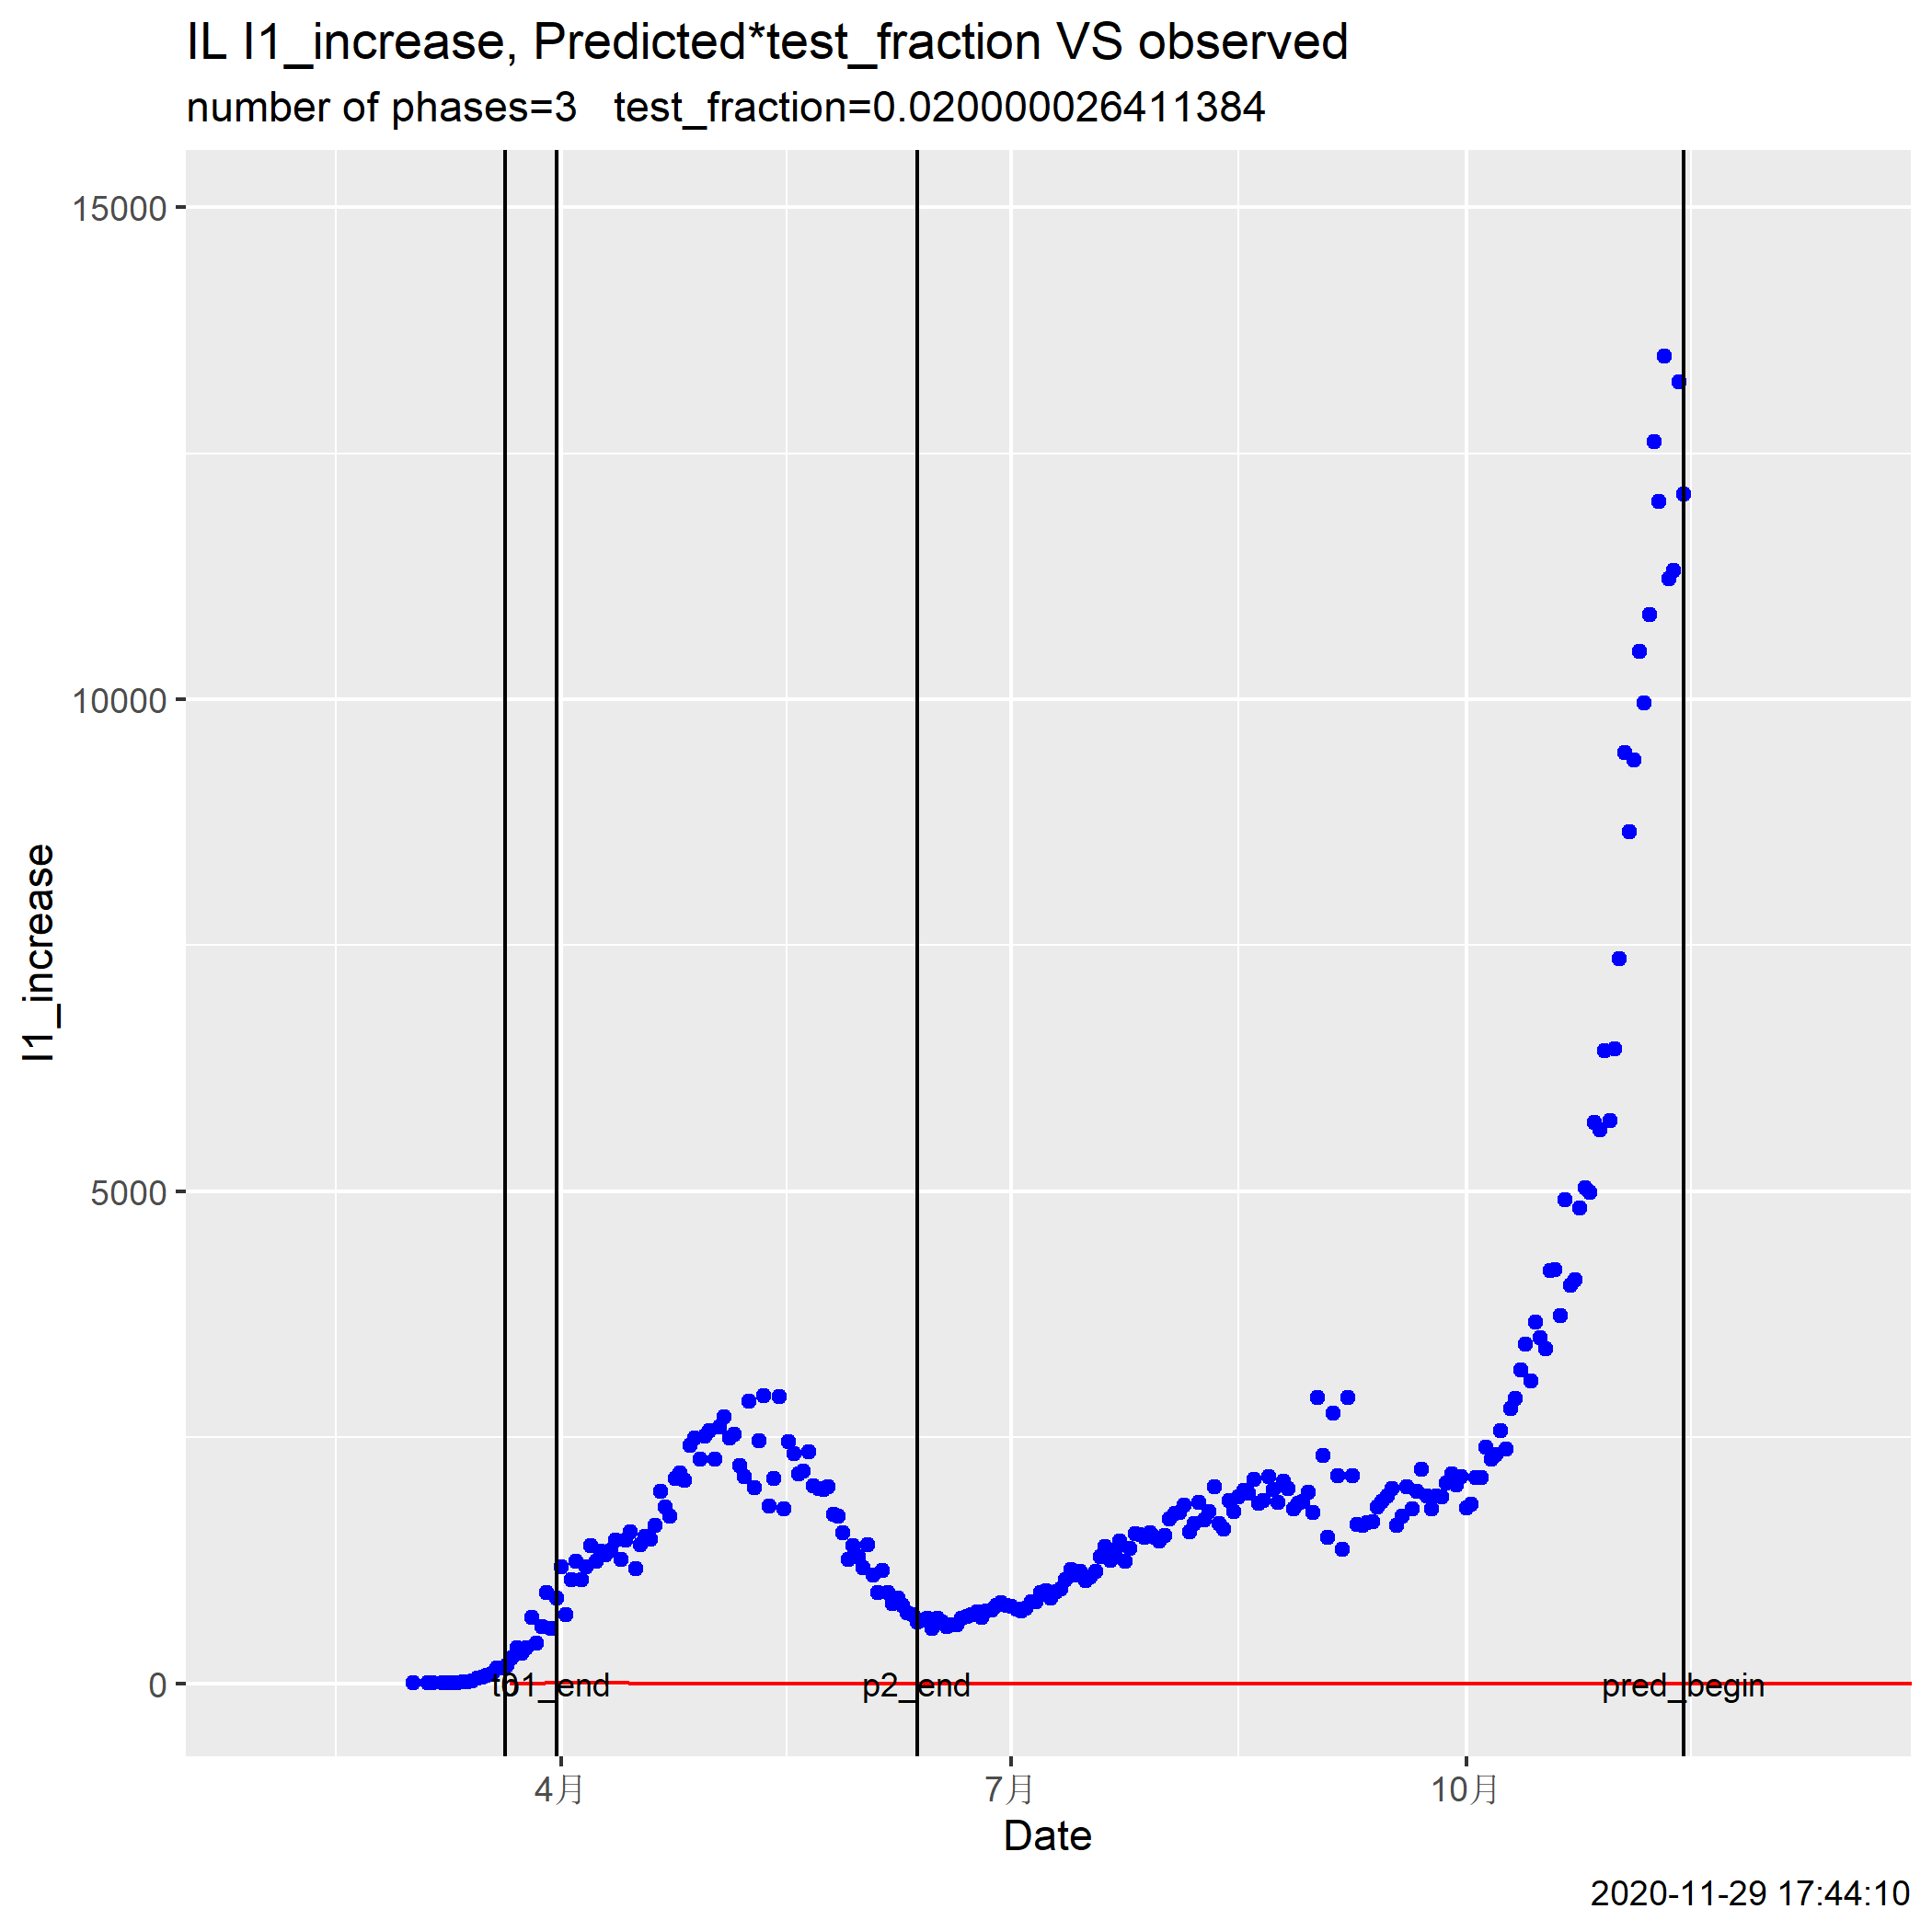 IL I1_increase, Predicted*test_fraction VS observed
number of phases=3   test_fraction=0.020000026411384
15000
10000
5000
0
I1_increase
p2_end
pred_begin
4月
7月
10月
Date
2020-11-29 17:44:10